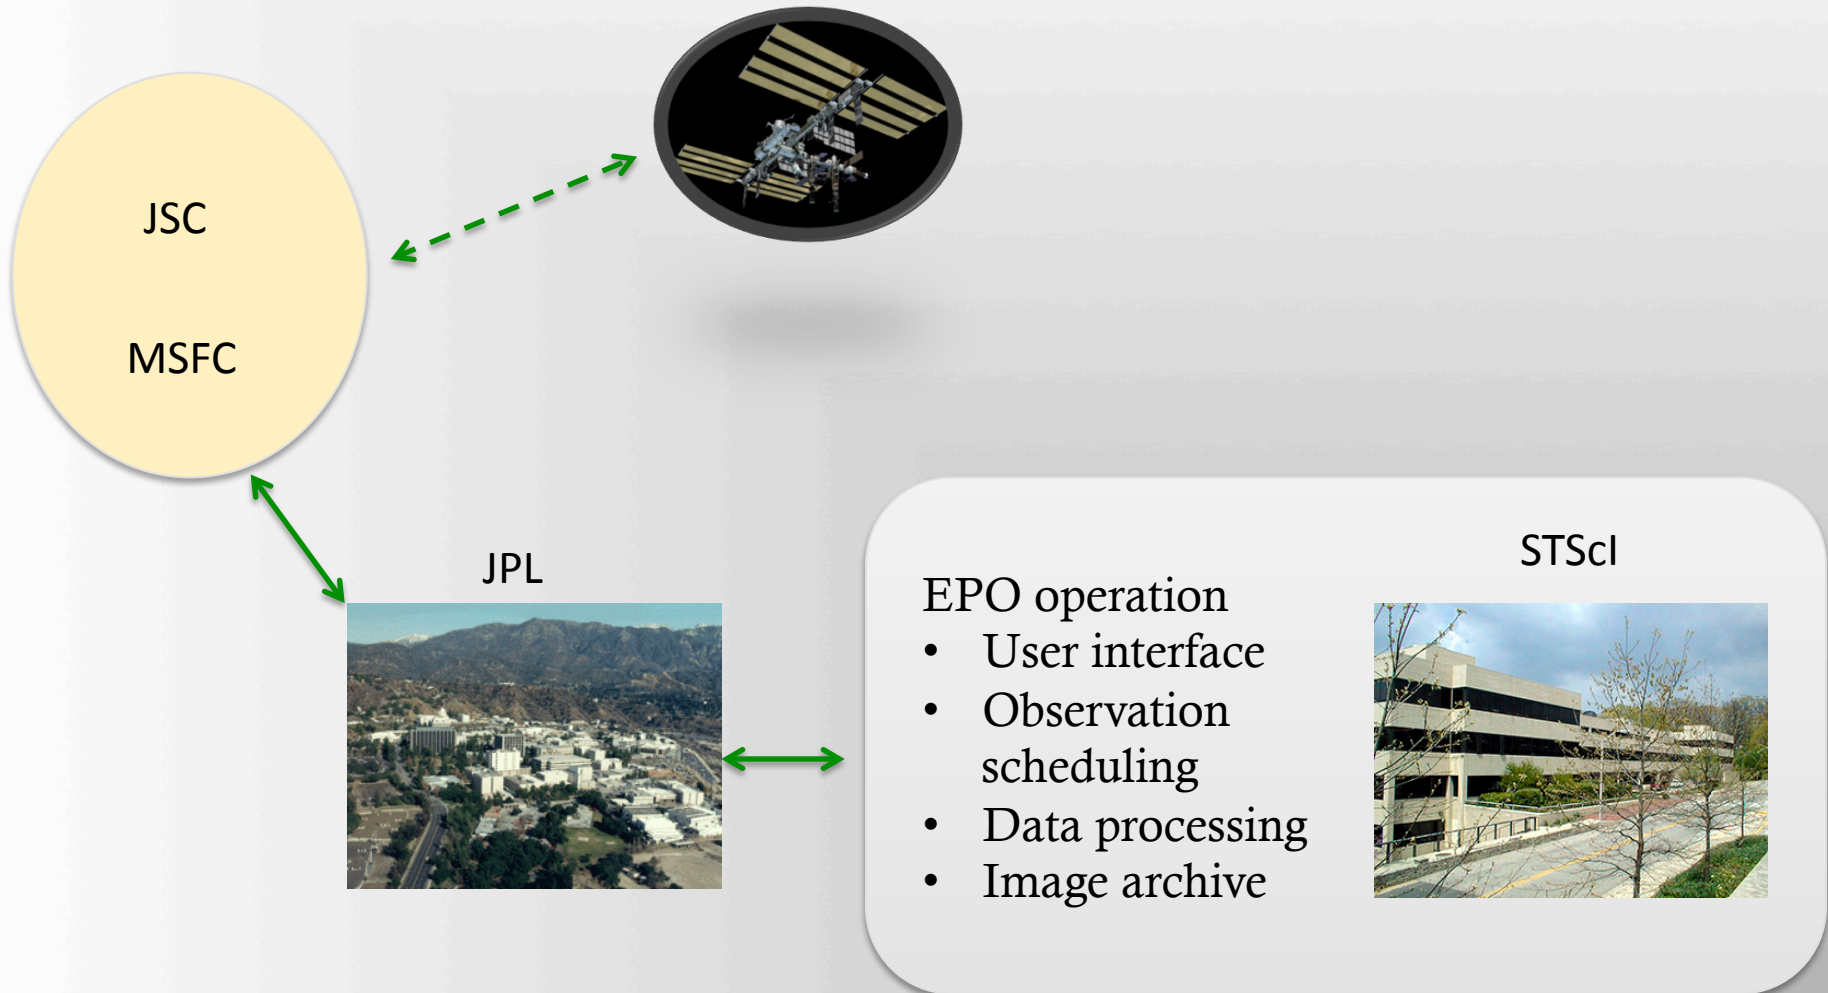 JSC
MSFC
JPL
STScI
EPO operation
• User interface
• Observation
scheduling
• Data processing
• Image archive